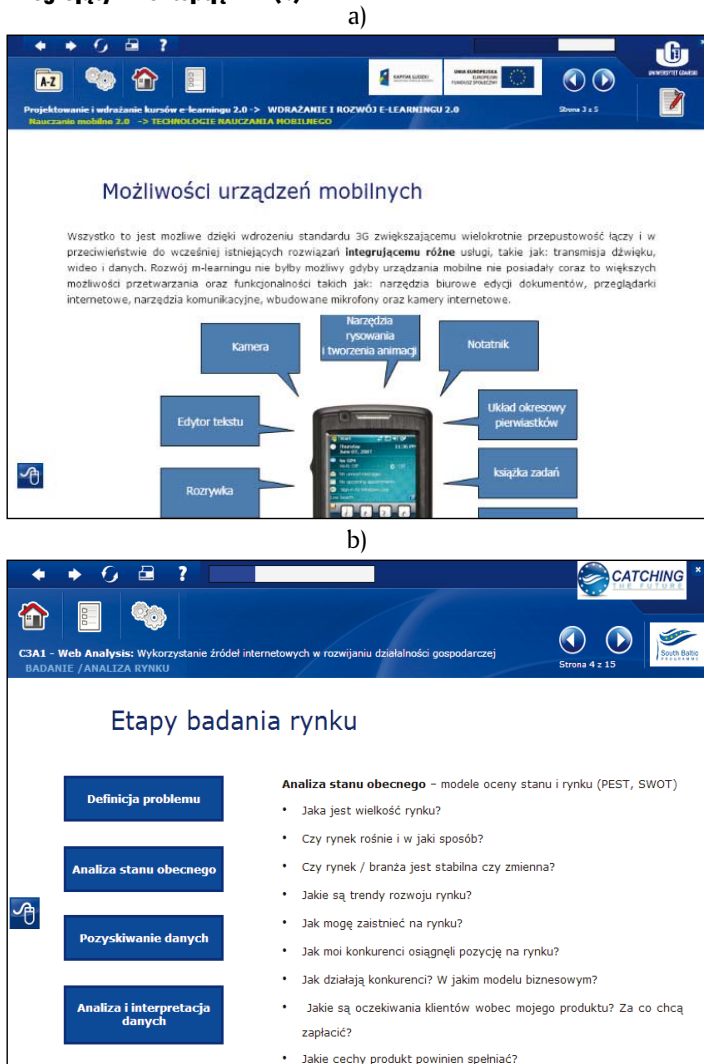 a)
?
A-Z
KAPITAŁ LUDZKI
UNIA EUROPEJSKA
EUROPEJSKI
FUNDUSZ SPOŁECZNY
UNIWERSYTET GDAŃSKI
Projektowanie i wdrażanie kursów e-learningu 2.0 -> WDRAŻANIE I ROZWÓJ E-LEARNINGU 2.0
Strona 3 z 5
Nauczanie mobilne 2.0 -> TECHNOLOGIE NAUCZANIA MOBILNEGO
Możliwości urządzeń mobilnych
Wszystko to jest możliwe dzięki wdrożeniu standardu 3G zwiększającemu wielokrotnie przepustowość łączy i w
przeciwieństwie do wcześniej istniejących rozwiązań integrującemu różne usługi, takie jak: transmisja dźwięku,
wideo i danych. Rozwój m-learningu nie byłby możliwy gdyby urządzania mobilne nie posiadały coraz to większych
możliwości przetwarzania oraz funkcjonalności takich jak: narzędzia biurowe edycji dokumentów, przeglądarki
internetowe, narzędzia komunikacyjne, wbudowane mikrofony oraz kamery internetowe.
Kamera
Narzędzia
rysowania
i tworzenia animacji
Notatnik
Edytor tekstu
Układ okresowy
pierwiastków
Rozrywka
książka zadań
Start
Thursday
June 07, 2007
b)
?
CATCHING
THE FUTURE
C3A1 - Web Analysis: Wykorzystanie źródeł internetowych w rozwijaniu działalności gospodarczej
BADANIE /ANALIZA RYNKU
Strona 4 z 15
South Baltic
PROGRAMME
Etapy badania rynku
Definicja problemu
Analiza stanu obecnego
Pozyskiwanie danych
Analiza i interpretacja
danych
Analiza stanu obecnego – modele oceny stanu i rynku (PEST, SWOT)
• Jaka jest wielkość rynku?
• Czy rynek rośnie i w jaki sposób?
• Czy rynek / branża jest stabilna czy zmienna?
• Jakie są trendy rozwoju rynku?
• Jak mogę zaistnieć na rynku?
• Jak moi konkurenci osiągnęli pozycję na rynku?
• Jak działają konkurenci? W jakim modelu biznesowym?
• Jakie są oczekiwania klientów wobec mojego produktu? Za co chcą
zapłacić?
• Jakie cechy produkt powinien spełniać?